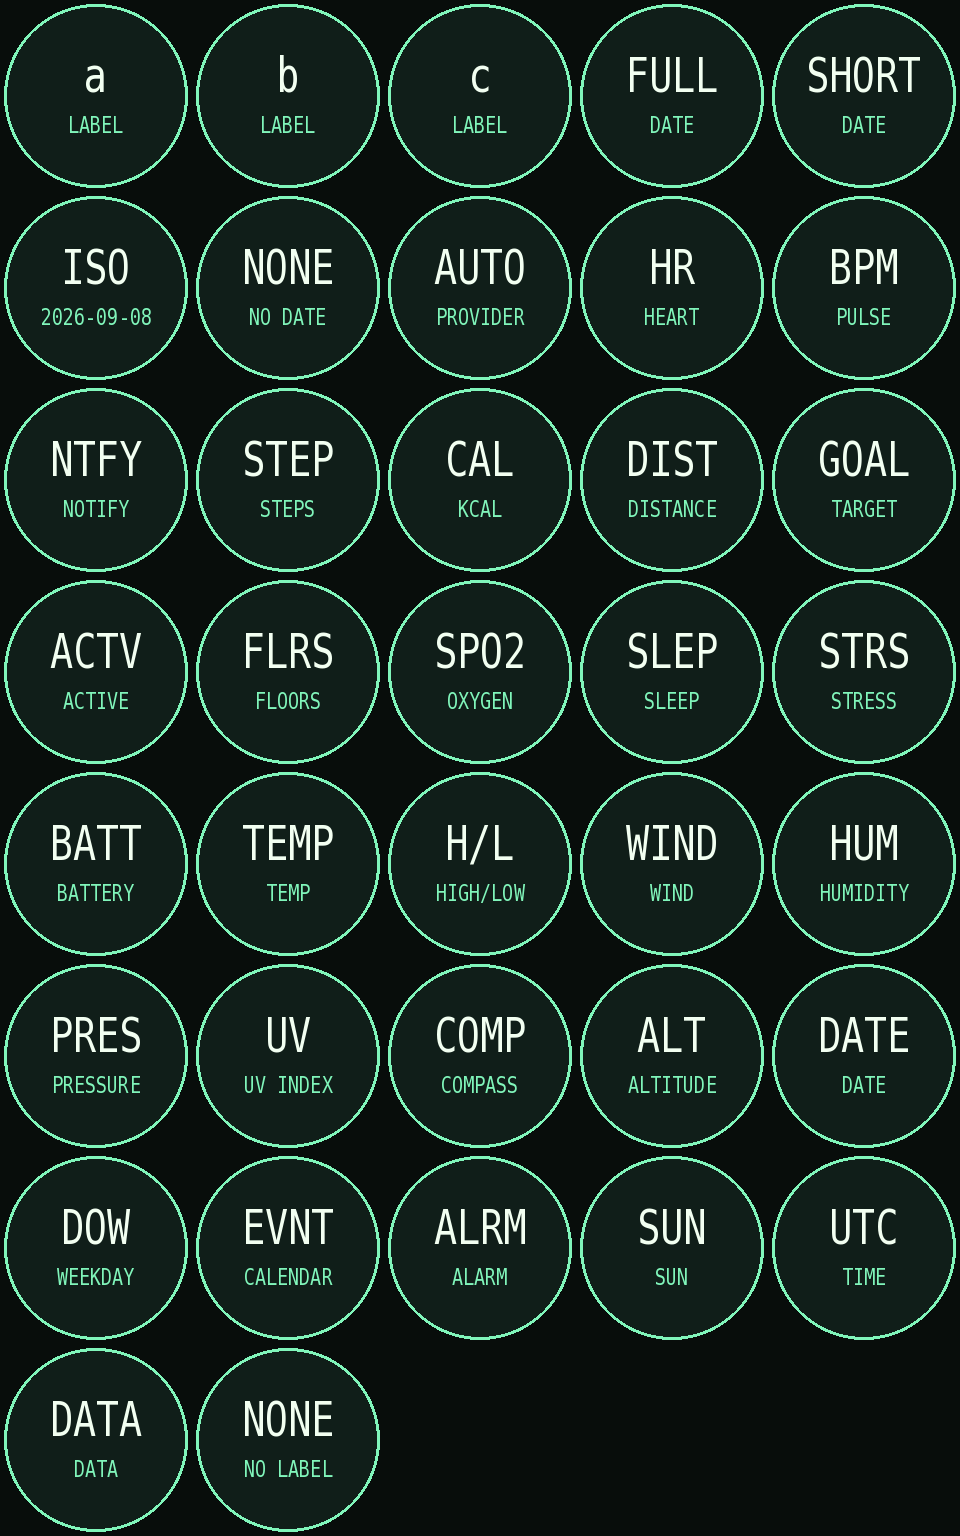 a
LABEL
b
LABEL
c
LABEL
FULL
DATE
SHORT
DATE
ISO
2026-09-08
NONE
NO DATE
AUTO
PROVIDER
HR
HEART
BPM
PULSE
NTFY
NOTIFY
STEP
STEPS
CAL
KCAL
DIST
DISTANCE
GOAL
TARGET
ACTV
ACTIVE
FLRS
FLOORS
SPO2
OXYGEN
SLEP
SLEEP
STRS
STRESS
BATT
BATTERY
TEMP
TEMP
H/L
HIGH/LOW
WIND
WIND
HUM
HUMIDITY
PRES
PRESSURE
UV
UV INDEX
COMP
COMPASS
ALT
ALTITUDE
DATE
DATE
DOW
WEEKDAY
EVNT
CALENDAR
ALRM
ALARM
SUN
SUN
UTC
TIME
DATA
DATA
NONE
NO LABEL